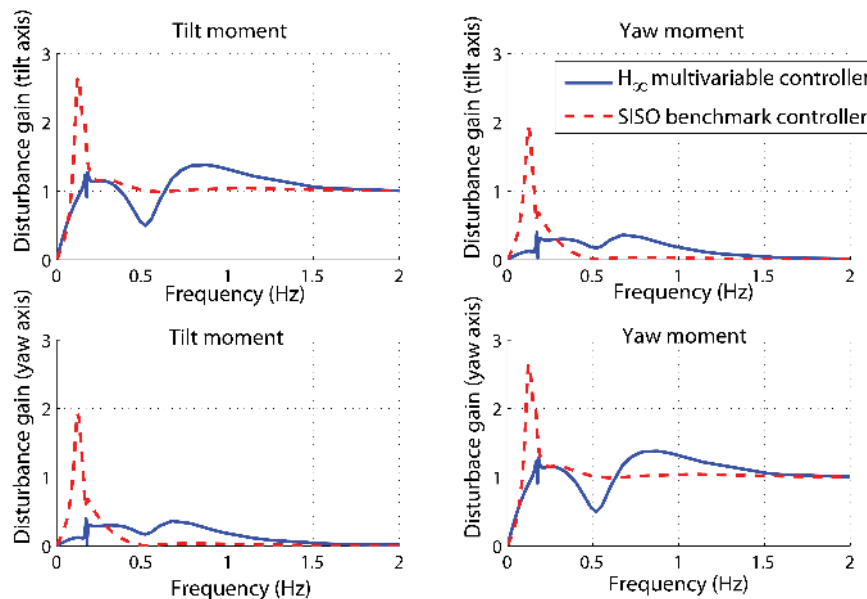 Tilt moment
Disturbance gain (tilt axis)
3
2
1
0
0 0.5 1 1.5 2
Frequency (Hz)
Yaw moment
Disturbance gain (tilt axis)
3
2
1
0
0 0.5 1 1.5 2
Frequency (Hz)
H∞ multivariable controller
SISO benchmark controller
Tilt moment
Disturbance gain (yaw axis)
3
2
1
0
0 0.5 1 1.5 2
Frequency (Hz)
Yaw moment
Disturbace gain (yaw axis)
3
2
1
0
0 0.5 1 1.5 2
Frequency (Hz)